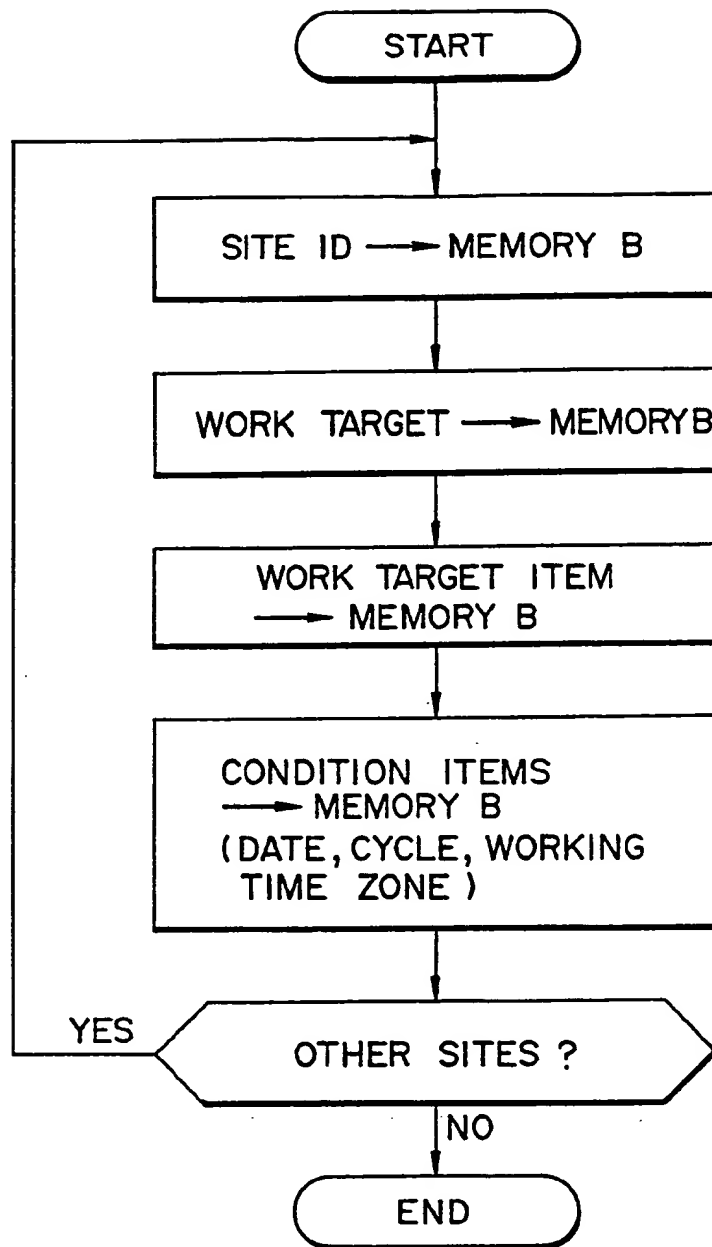 START
SITE ID → MEMORY B
WORK TARGET → MEMORY B
WORK TARGET ITEM
→ MEMORY B
CONDITION ITEMS
→ MEMORY B
(DATE, CYCLE, WORKING
TIME ZONE)
YES
OTHER SITES ?
NO
END